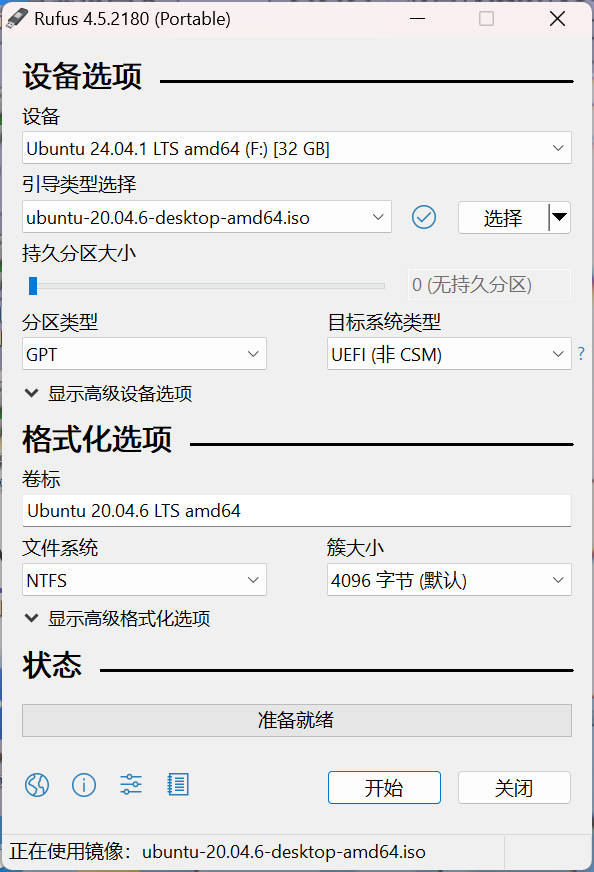 Rufus 4.5.2180 (Portable)
设备选项
设备
Ubuntu 24.04.1 LTS amd64 (F:) [32 GB]
引导类型选择
ubuntu-20.04.6-desktop-amd64.iso
选择
持久分区大小
0 (无持久分区)
分区类型
目标系统类型
GPT
UEFI (非 CSM)
?
显示高级设备选项
格式化选项
卷标
Ubuntu 20.04.6 LTS amd64
文件系统
簇大小
NTFS
4096 字节 (默认)
显示高级格式化选项
状态
准备就绪
开始
关闭
正在使用镜像：ubuntu-20.04.6-desktop-amd64.iso